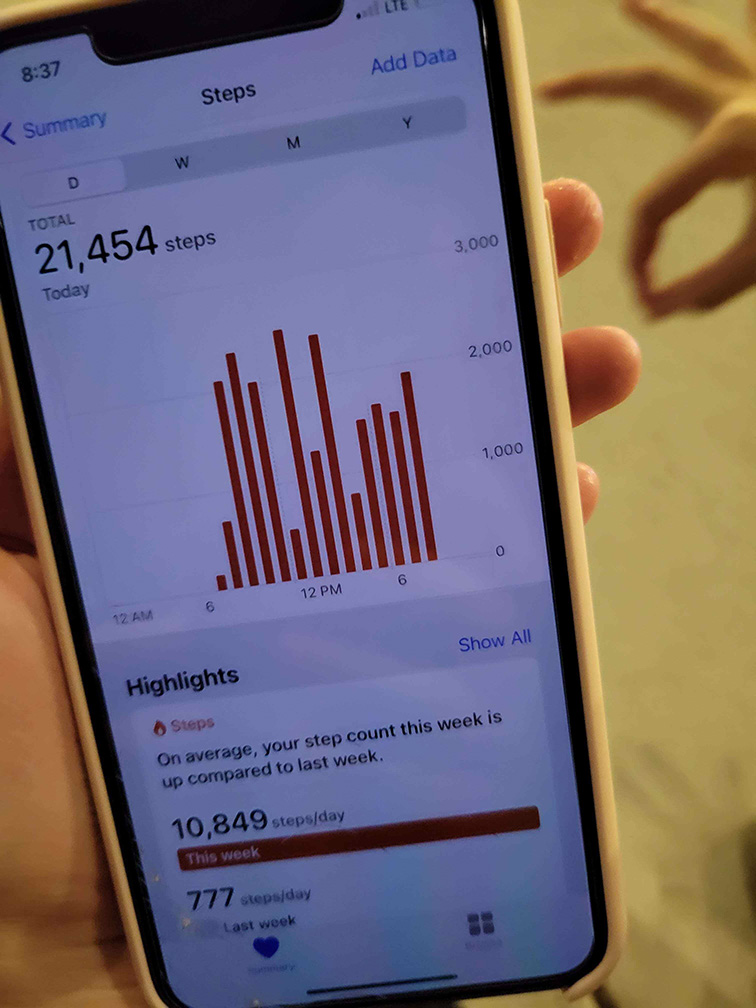 LTE
8:37
Summary
Steps
Add Data
D W M Y
TOTAL
21,454 steps
Today
3,000
2,000
1,000
0
12 AM 6 12 PM 6
Highlights
Show All
Steps
On average, your step count this week is
up compared to last week.
10,849 steps/day
This week
777 steps/day
Last week
Summary